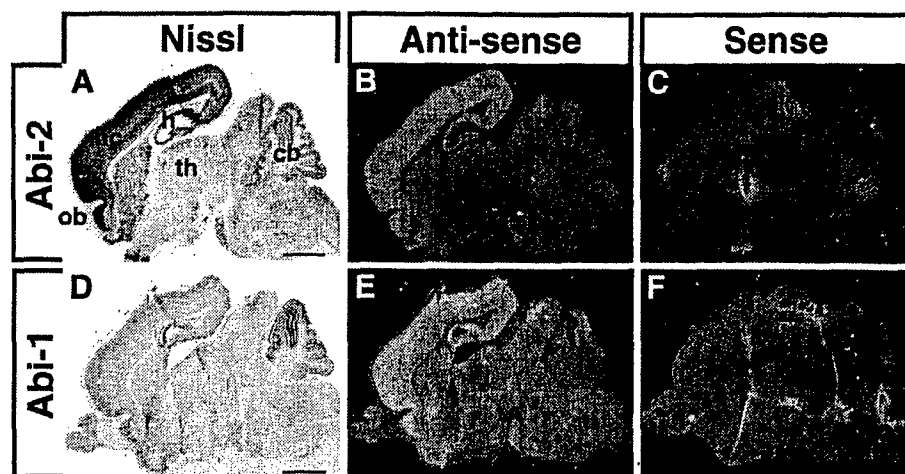 Nissl Anti-sense Sense
Abi-2
A B C
c h th cb
ob
Abi-1
D E F